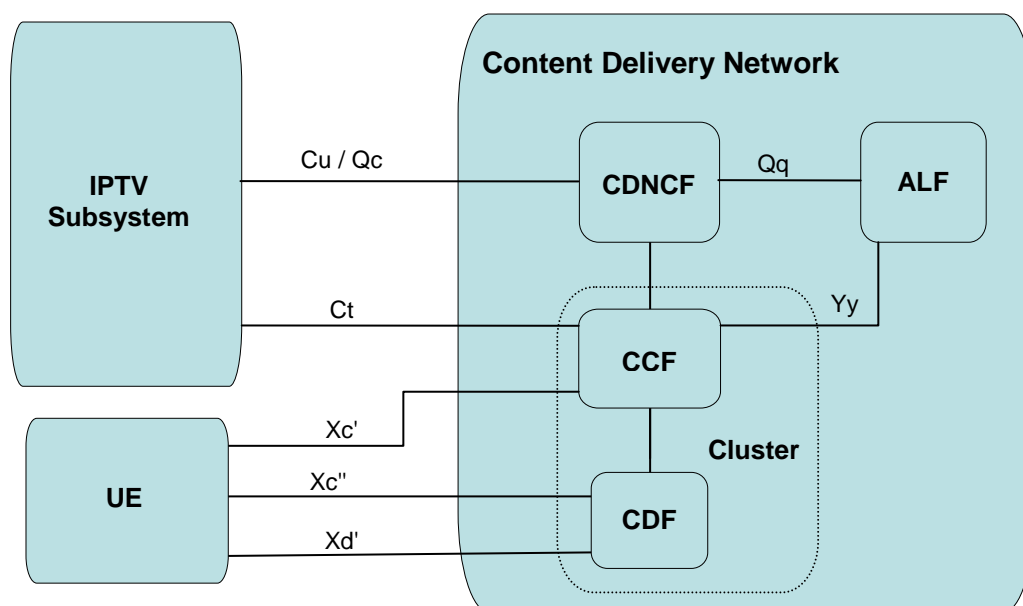 Content Delivery Network
IPTV
Subsystem
Cu / Qc
CDNCF
Qq
ALF
Ct
CCF
Yy
Xc'
Cluster
UE
Xc"
CDF
Xd'